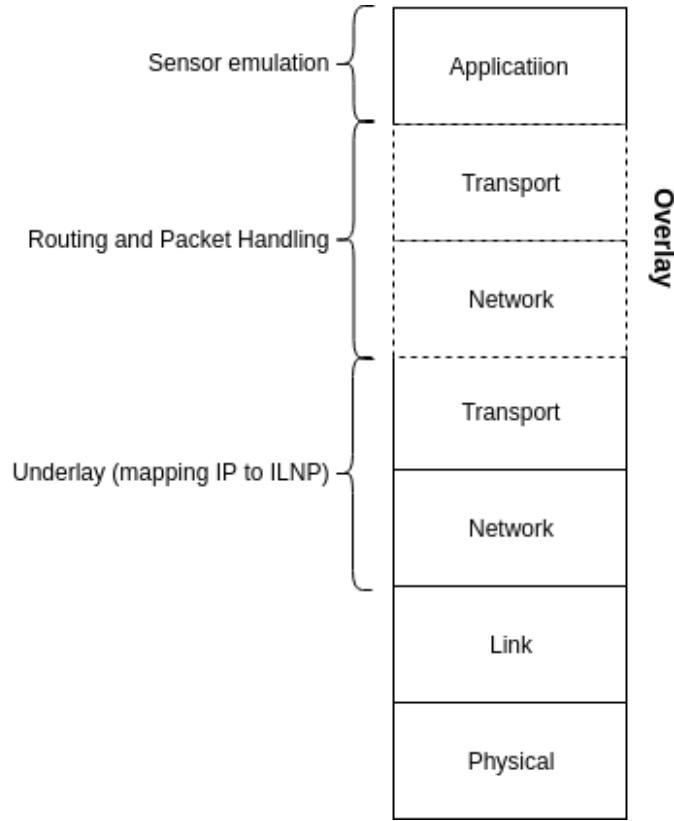 Sensor emulation
Applicatiion
Transport
Overlay
Routing and Packet Handling
Network
Transport
Underlay (mapping IP to ILNP)
Network
Link
Physical